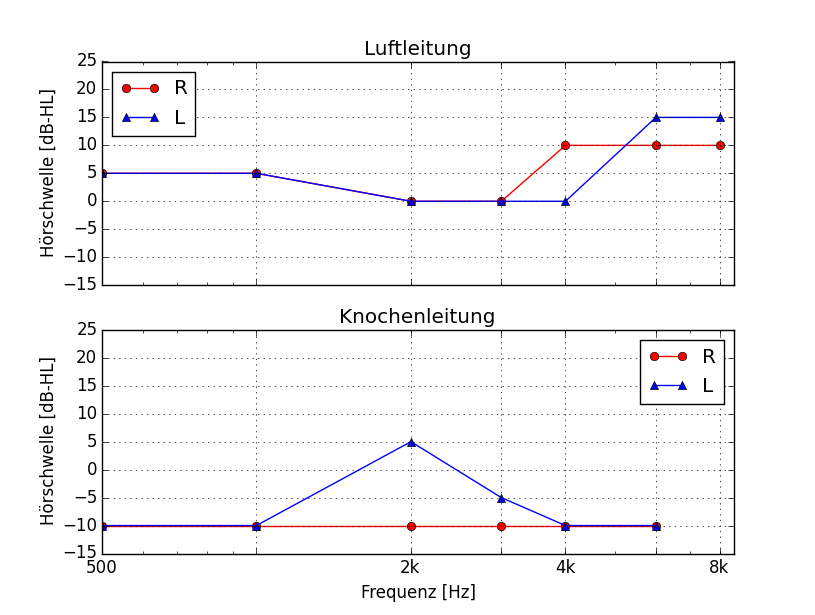 Luftleitung
Hörschwelle [dB-HL]
25
20
15
10
5
0
−5
−10
−15
R
L
Knochenleitung
Hörschwelle [dB-HL]
25
20
15
10
5
0
−5
−10
−15
R
L
500 2k 4k 8k
Frequenz [Hz]